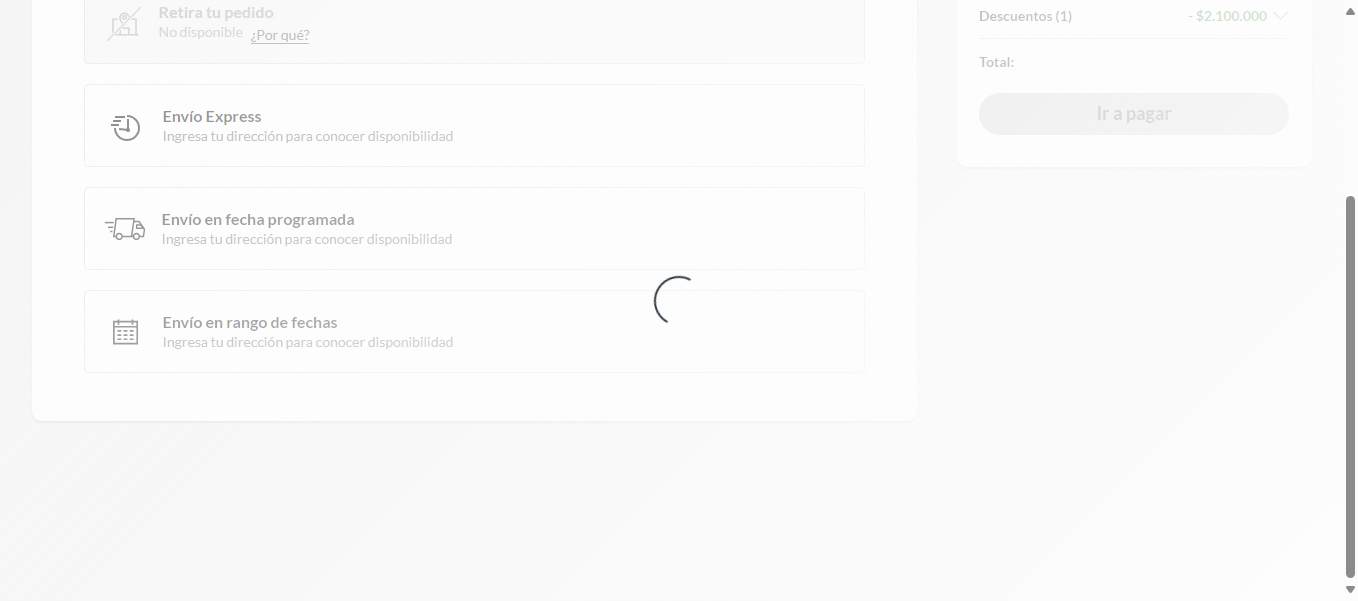 Retira tu pedido
No disponible ¿Por qué?
Envío Express
Ingresa tu dirección para conocer disponibilidad
Envío en fecha programada
Ingresa tu dirección para conocer disponibilidad
Envío en rango de fechas
Ingresa tu dirección para conocer disponibilidad
Descuentos (1) - $2.100.000
Total:
Ir a pagar